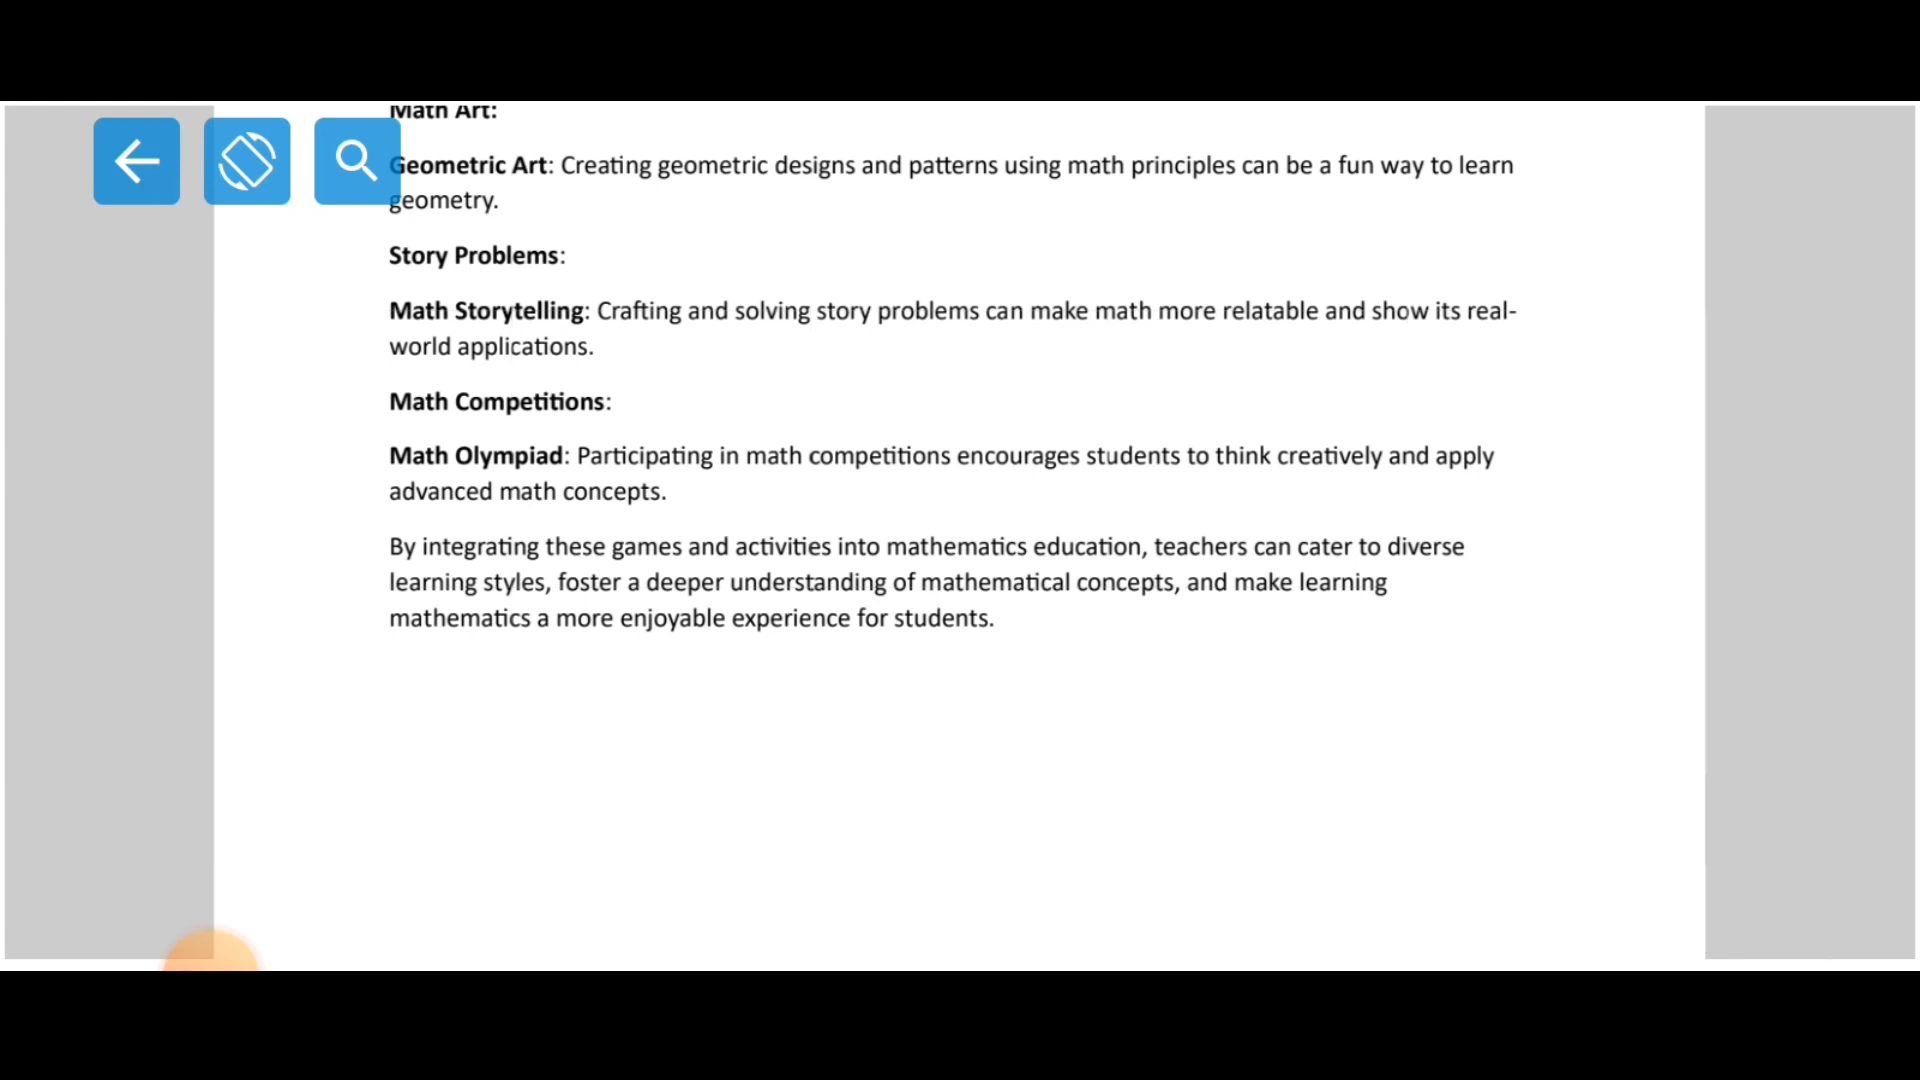 Math Art:
Geometric Art: Creating geometric designs and patterns using math principles can be a fun way to learn
geometry.
Story Problems:
Math Storytelling: Crafting and solving story problems can make math more relatable and show its real-
world applications.
Math Competitions:
Math Olympiad: Participating in math competitions encourages students to think creatively and apply
advanced math concepts.
By integrating these games and activities into mathematics education, teachers can cater to diverse
learning styles, foster a deeper understanding of mathematical concepts, and make learning
mathematics a more enjoyable experience for students.